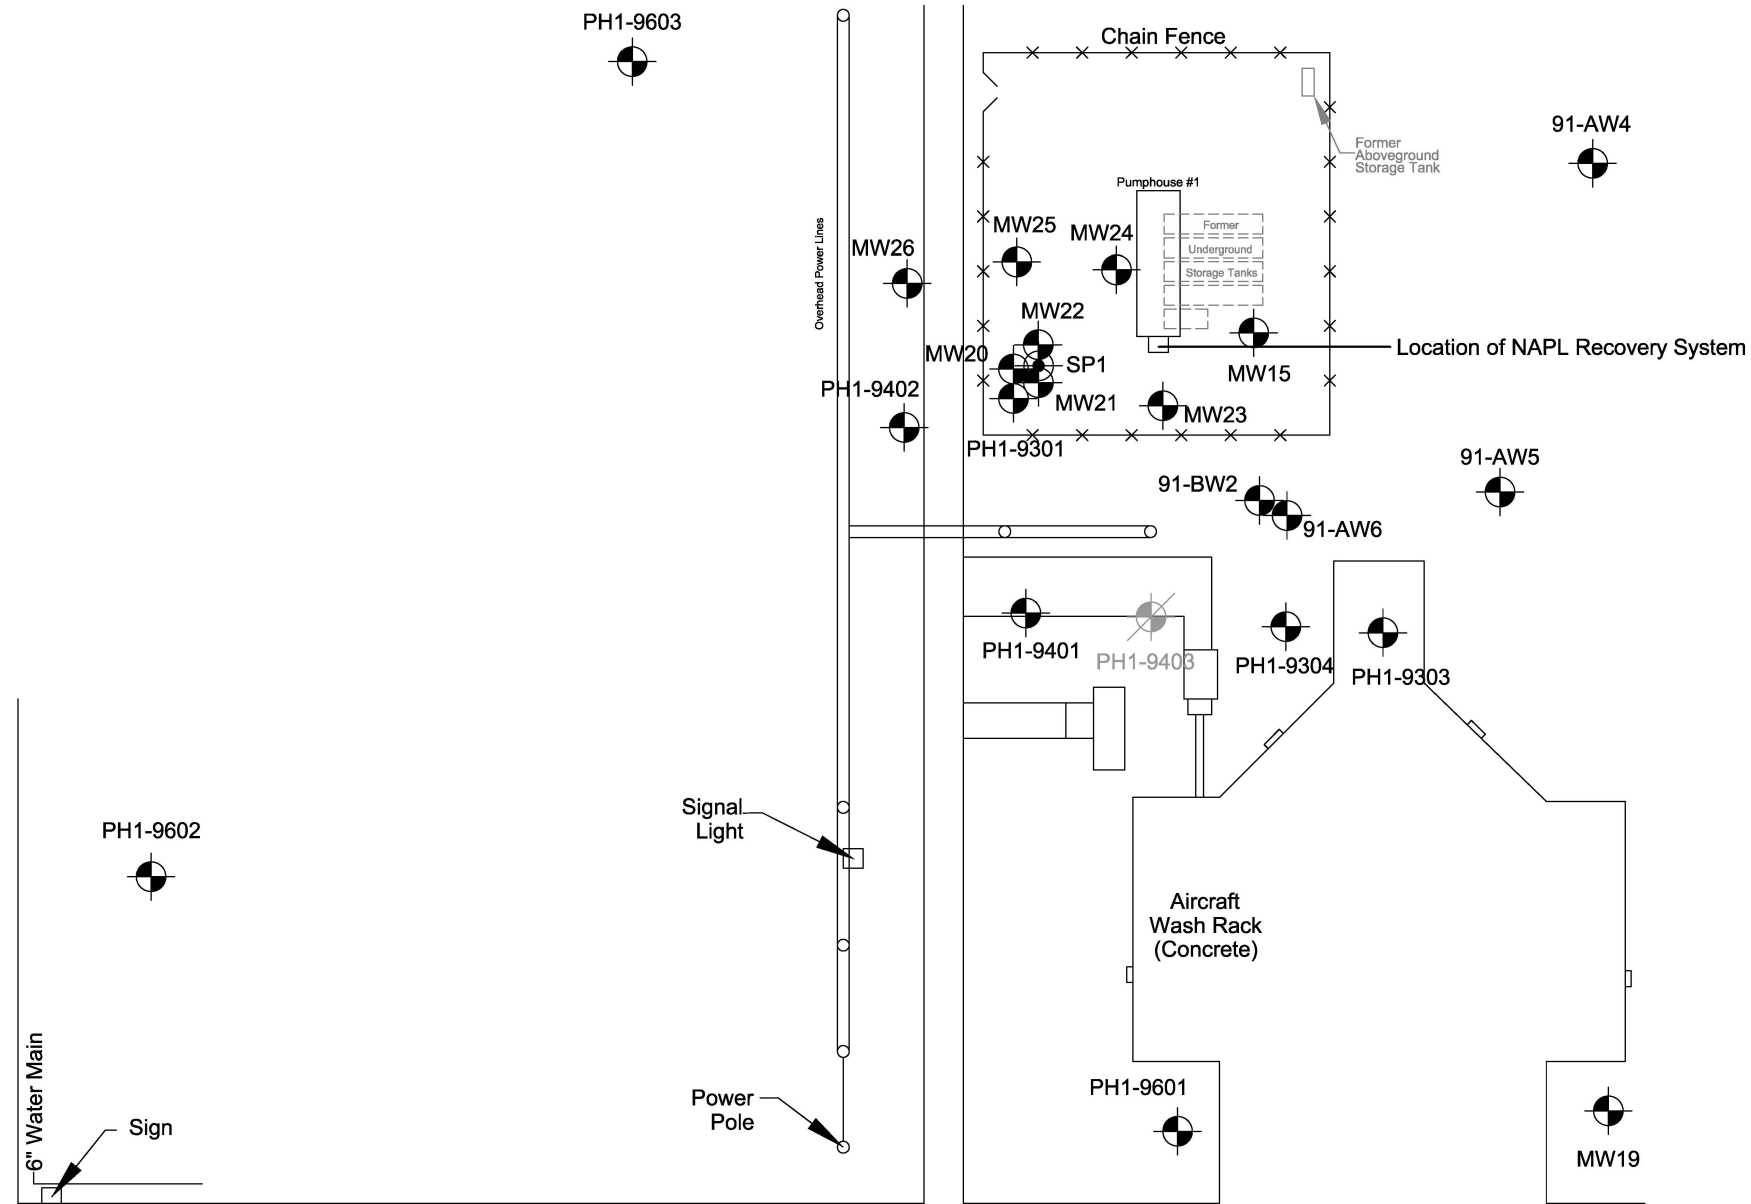 PH1-9603
Chain Fence
91-AW4
Former
Aboveground
Storage Tank
Pumphouse #1
Overhead Power Lines
MW26
MW25
MW24
Former
Underground
Storage Tanks
MW22
MW20
SP1
Location of NAPL Recovery System
MW15
PH1-9402
MW21
MW23
PH1-9301
91-AW5
91-BW2
91-AW6
PH1-9401
PH1-9403
PH1-9304
PH1-9303
Signal
Light
PH1-9602
Aircraft
Wash Rack
(Concrete)
6" Water Main
Sign
Power
Pole
PH1-9601
MW19